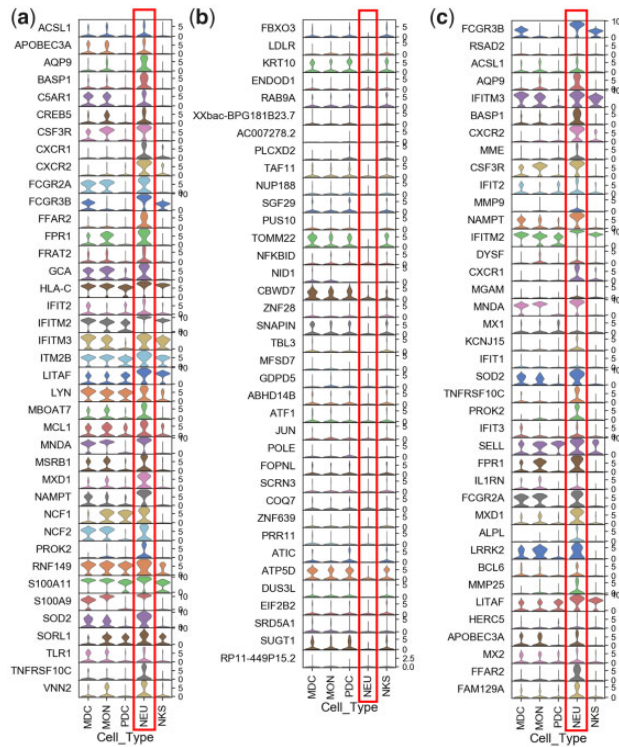 (a)
ACSL1
APOBEC3A
AQP9
BASP1
C5AR1
CREB5
CSF3R
CXCR1
CXCR2
FCGR2A
FCGR3B
FFAR2
FPR1
FRAT2
GCA
HLA-C
IFIT2
IFITM2
IFITM3
ITM2B
LITAF
LYN
MBOAT7
MCL1
MNDA
MSRB1
MXD1
NAMPT
NCF1
NCF2
PROK2
RNF149
S100A11
S100A9
SOD2
SORL1
TLR1
TNFRSF10C
VNN2
MDC
MON
PDC
NEU
NKS
Cell_Type
(b)
FBXO3
LDLR
KRT10
ENDOD1
RAB9A
XXbac-BPG181B23.7
AC007278.2
PLCXD2
TAF11
NUP188
SGF29
PUS10
TOMM22
NFKBID
NID1
CBWD7
ZNF28
SNAPIN
TBL3
MFSD7
GDPD5
ABHD14B
ATF1
JUN
POLE
FOPNL
SCRN3
COQ7
ZNF639
PRR11
ATIC
ATP5D
DUS3L
EIF2B2
SRD5A1
SUGT1
RP11-449P15.2
2.5
0.0
MDC
MON
PDC
NEU
NKS
Cell_Type
(c)
FCGR3B
RSAD2
ACSL1
AQP9
IFITM3
BASP1
CXCR2
MME
CSF3R
IFIT2
MMP9
NAMPT
IFITM2
DYSF
CXCR1
MGAM
MNDA
MX1
KCNJ15
IFIT1
SOD2
TNFRSF10C
PROK2
IFIT3
SELL
FPR1
IL1RN
FCGR2A
MXD1
ALPL
LRRK2
BCL6
MMP25
LITAF
HERC5
APOBEC3A
MX2
FFAR2
FAM129A
MDC
MON
PDC
NEU
NKS
Cell_Type